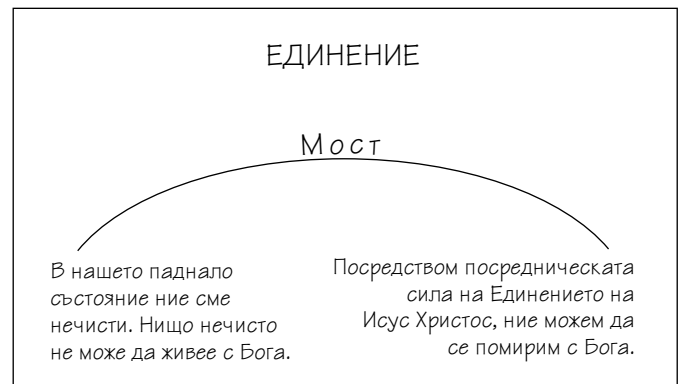 ЕДИНЕНИЕ
Мост
В нашето паднало
състояние ние сме
нечисти. Нищо нечисто
не може да живее с Бога.
Посредством посредническата
сила на Единението на
Исус Христос, ние можем да
се помирим с Бога.